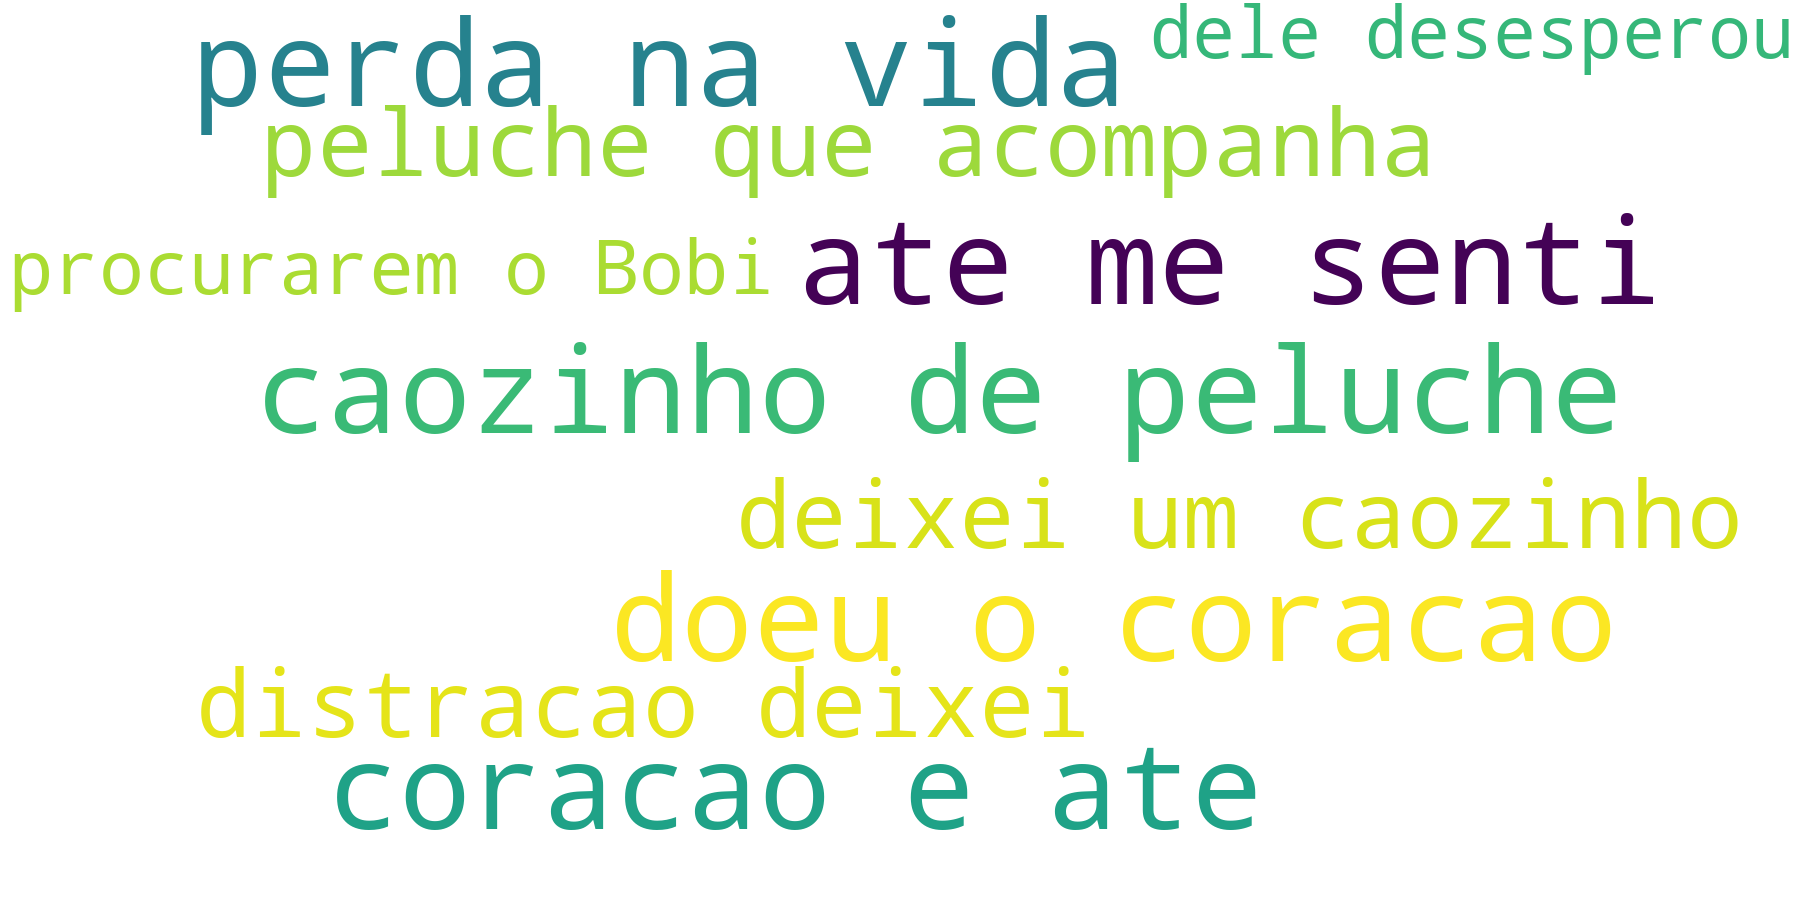 perda na vida
dele desesperou
peluche que acompanha
procurarem o Bobi
ate me senti
caozinho de peluche
deixei um caozinho
doeu o coracao
distracao deixei
coracao e ate